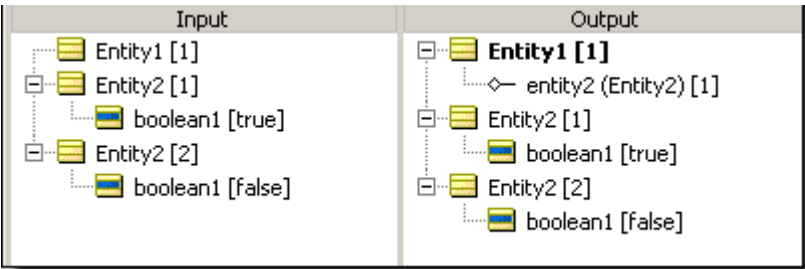 Input
Entity1 [1]
Entity2 [1]
boolean1 [true]
Entity2 [2]
boolean1 [false]
Output
Entity1 [1]
entity2 (Entity2) [1]
Entity2 [1]
boolean1 [true]
Entity2 [2]
boolean1 [false]